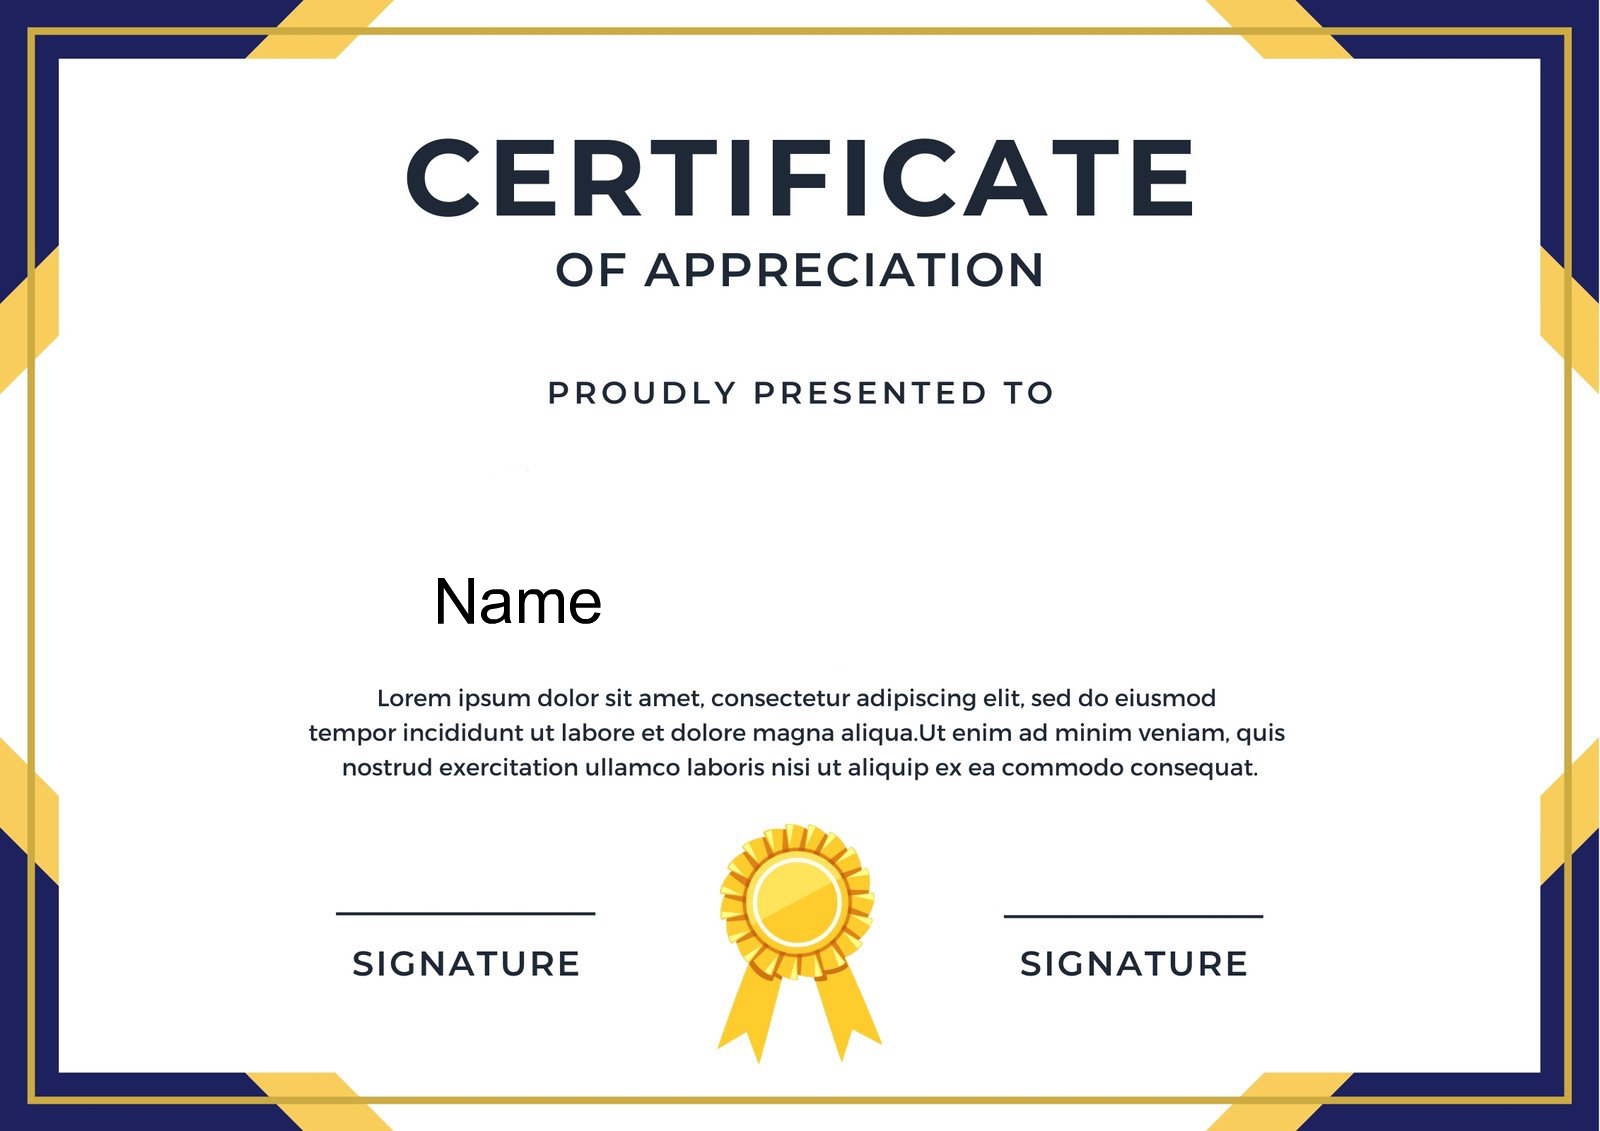 CERTIFICATE
OF APPRECIATION
PROUDLY PRESENTED TO
Name
Lorem ipsum dolor sit amet, consectetur adipiscing elit, sed do eiusmod
tempor incididunt ut labore et dolore magna aliqua.Ut enim ad minim veniam, quis
nostrud exercitation ullamco laboris nisi ut aliquip ex ea commodo consequat.
SIGNATURE
SIGNATURE